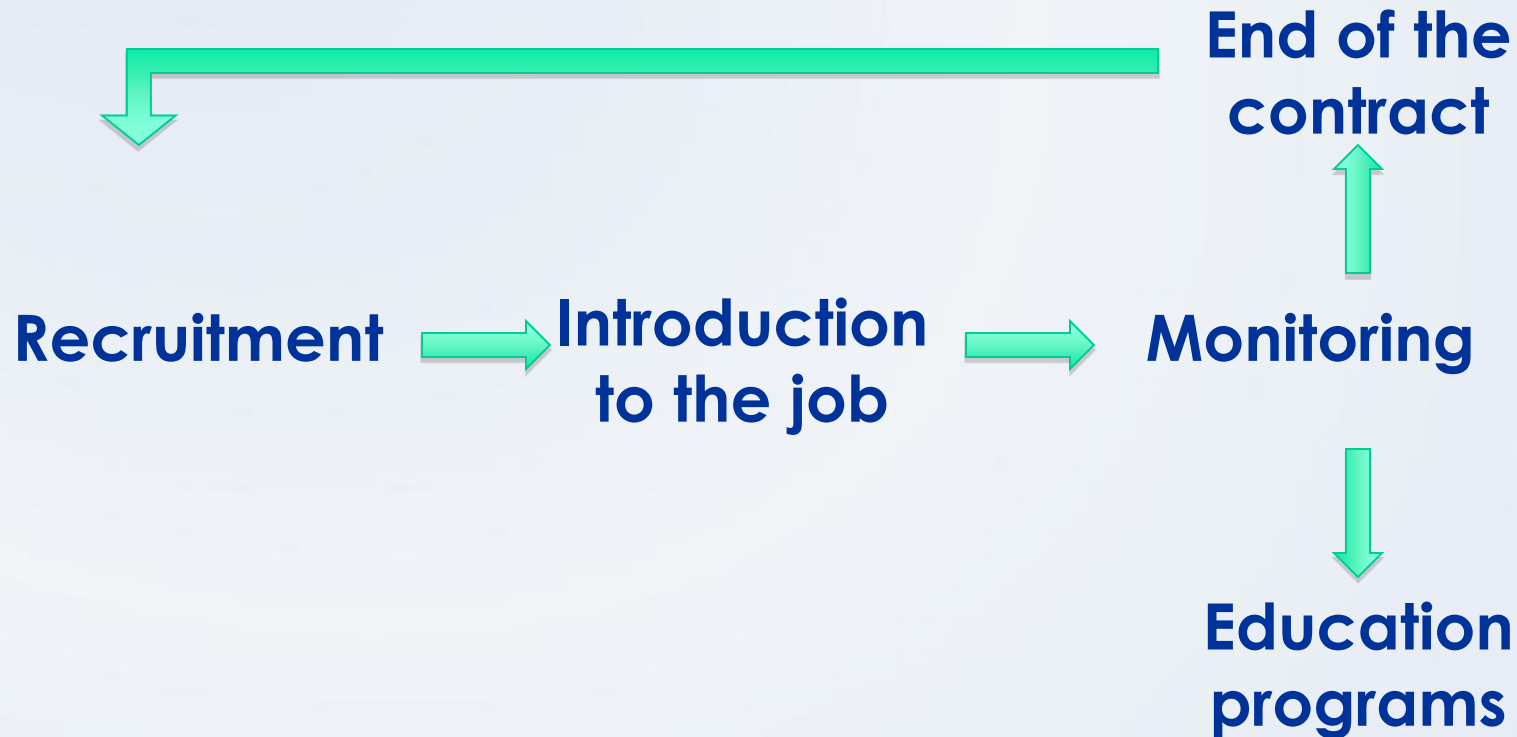 End of the
contract
Recruitment
Introduction
to the job
Monitoring
Education
programs